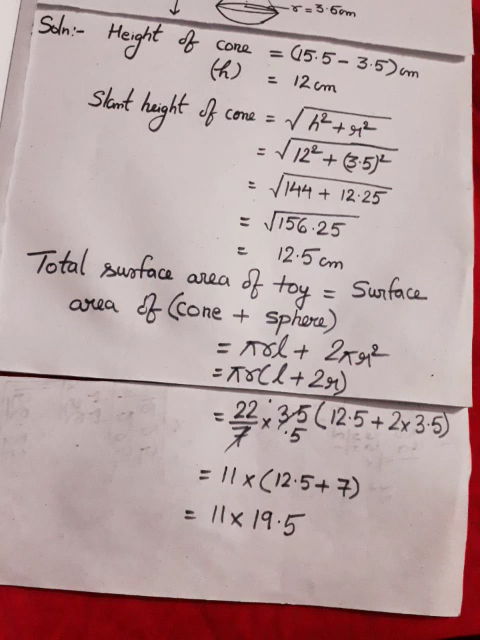 r = 3.5cm
Soln:- Height of cone = (15.5 - 3.5) cm
(h) = 12 cm
Slant height of cone = √h² + r²
= √12² + (3.5)²
= √144 + 12.25
= √156.25
= 12.5 cm
Total surface area of toy = Surface
area of (cone + sphere)
= πrl + 2πr²
= πr(l + 2r)
= 22/7 × 3.5 (12.5 + 2 × 3.5)
.5
= 11 × (12.5 + 7)
= 11 × 19.5